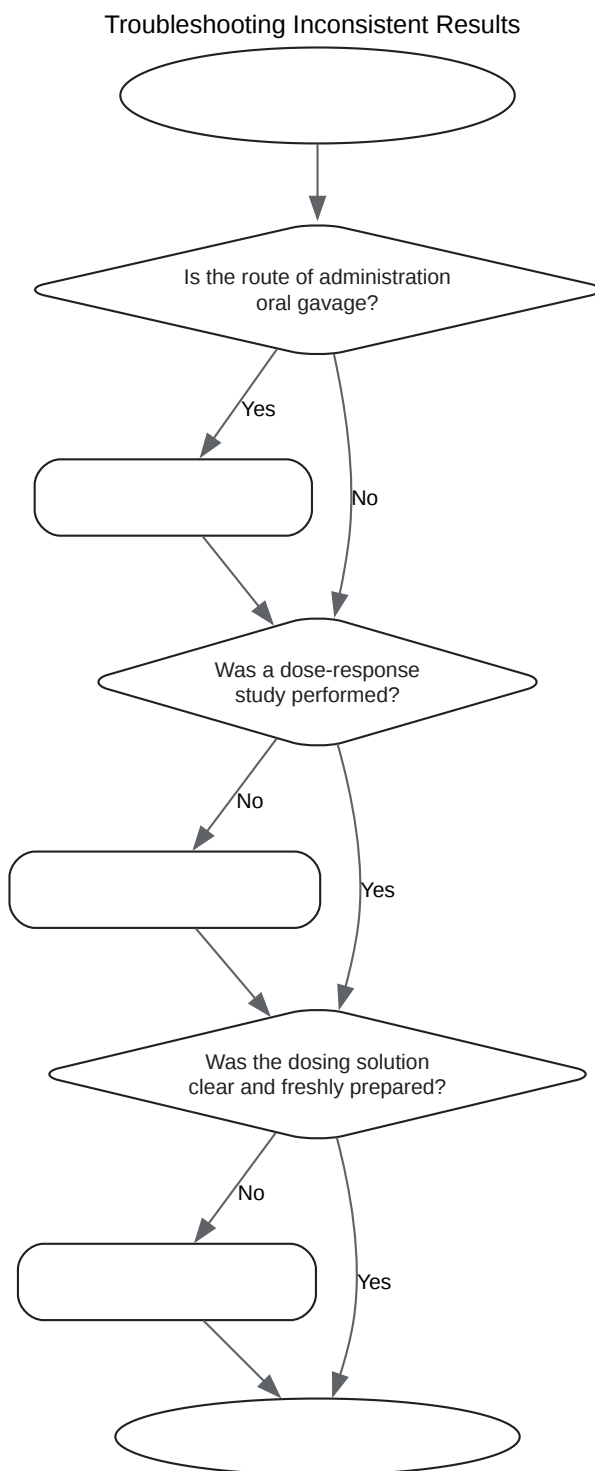 Troubleshooting Inconsistent Results
Is the route of administration
oral gavage?
Yes
No
Was a dose-response
study performed?
No
Yes
Was the dosing solution
clear and freshly prepared?
No
Yes